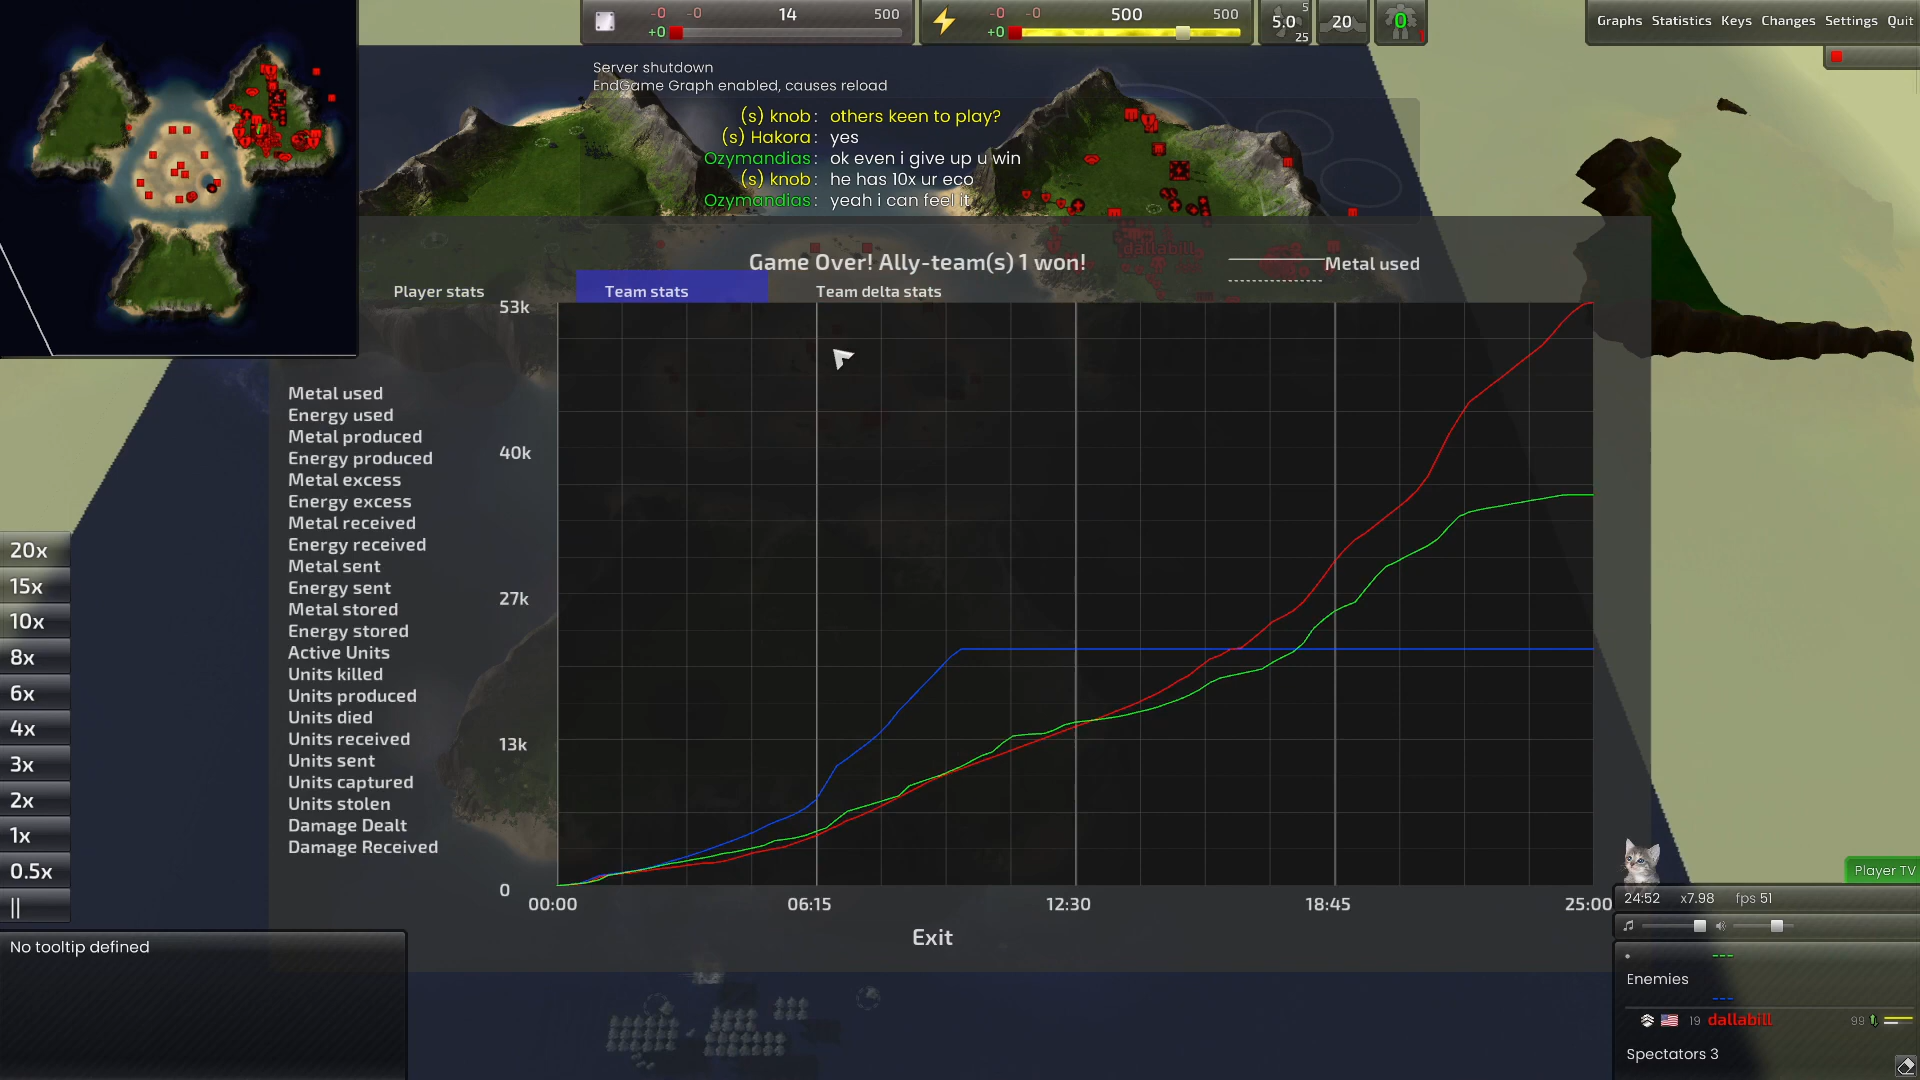 -0 -0 14 500
+0
-0 -0 500 500
+0
5.0 5 25
20
0 1
Graphs Statistics Keys Changes Settings Quit
Server shutdown
EndGame Graph enabled, causes reload
(s) knob: others keen to play?
(s) Hakora: yes
Ozymandias: ok even i give up u win
(s) knob: he has 10x ur eco
Ozymandias: yeah i can feel it
dallabill
Game Over! Ally-team(s) 1 won!
Metal used
Player stats Team stats Team delta stats
53k
40k
27k
13k
0
00:00 06:15 12:30 18:45 25:00
Metal used
Energy used
Metal produced
Energy produced
Metal excess
Energy excess
Metal received
Energy received
Metal sent
Energy sent
Metal stored
Energy stored
Active Units
Units killed
Units produced
Units died
Units received
Units sent
Units captured
Units stolen
Damage Dealt
Damage Received
Exit
20x
15x
10x
8x
6x
4x
3x
2x
1x
0.5x
||
No tooltip defined
Player TV
24:52 x7.98 fps 51
Enemies
19 dallabill 99
Spectators 3